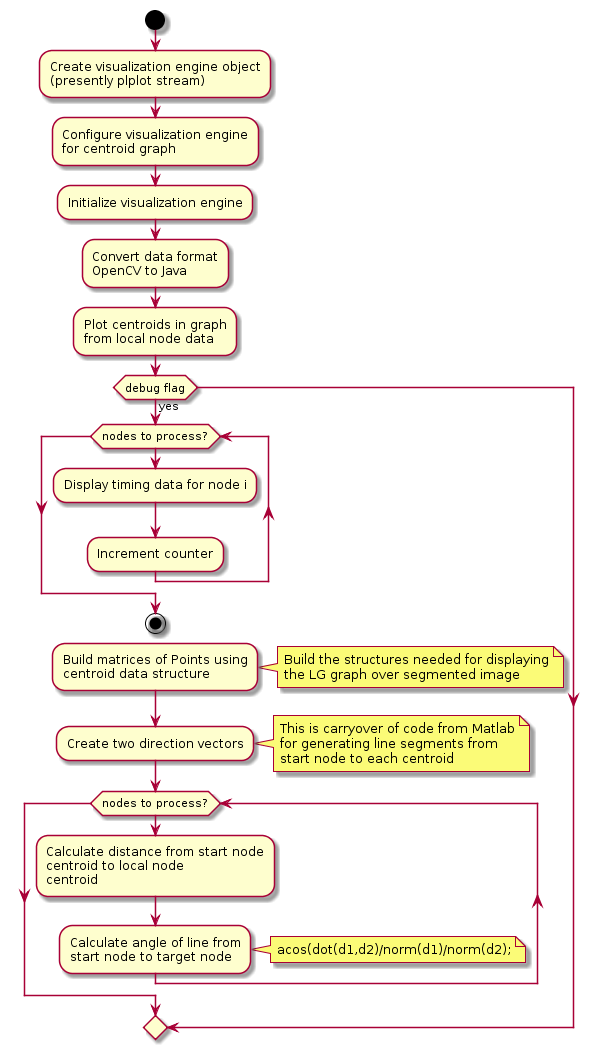 Create visualization engine object
(presently plplot stream)
Configure visualization engine
for centroid graph
Initialize visualization engine
Convert data format
OpenCV to Java
Plot centroids in graph
from local node data
debug flag
yes
nodes to process?
Display timing data for node i
Increment counter
Build matrices of Points using
centroid data structure
Build the structures needed for displaying
the LG graph over segmented image
Create two direction vectors
This is carryover of code from Matlab
for generating line segments from
start node to each centroid
nodes to process?
Calculate distance from start node
centroid to local node
centroid
Calculate angle of line from
start node to target node
acos(dot(d1,d2)/norm(d1)/norm(d2);